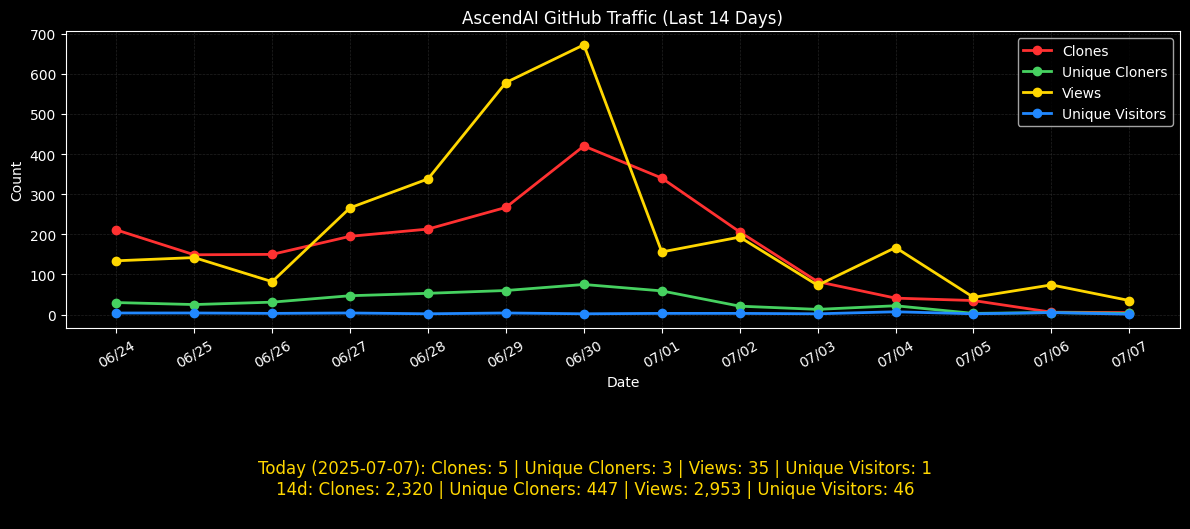 AscendAI GitHub Traffic (Last 14 Days)
Count
700
600
500
400
300
200
100
0
Clones
Unique Cloners
Views
Unique Visitors
06/24 06/25 06/26 06/27 06/28 06/29 06/30 07/01 07/02 07/03 07/04 07/05 07/06 07/07
Date
Today (2025-07-07): Clones: 5 | Unique Cloners: 3 | Views: 35 | Unique Visitors: 1
14d: Clones: 2,320 | Unique Cloners: 447 | Views: 2,953 | Unique Visitors: 46